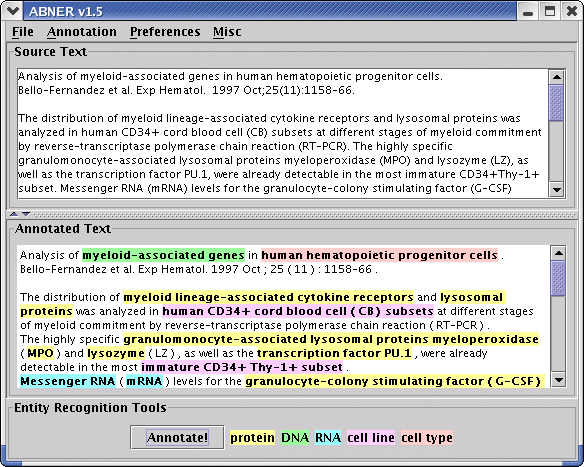 ABNER v1.5
File Annotation Preferences Misc
Source Text
Analysis of myeloid-associated genes in human hematopoietic progenitor cells.
Bello-Fernandez et al. Exp Hematol. 1997 Oct;25(11):1158-66.
The distribution of myeloid lineage-associated cytokine receptors and lysosomal proteins was
analyzed in human CD34+ cord blood cell (CB) subsets at different stages of myeloid commitment
by reverse-transcriptase polymerase chain reaction (RT-PCR). The highly specific
granulomonocyte-associated lysosomal proteins myeloperoxidase (MPO) and lysozyme (LZ), as
well as the transcription factor PU.1, were already detectable in the most immature CD34+Thy-1+
subset. Messenger RNA (mRNA) levels for the granulocyte-colony stimulating factor (G-CSF)
Annotated Text
Analysis of myeloid-associated genes in human hematopoietic progenitor cells .
Bello-Fernandez et al. Exp Hematol. 1997 Oct ; 25 ( 11 ) : 1158-66 .
The distribution of myeloid lineage-associated cytokine receptors and lysosomal
proteins was analyzed in human CD34+ cord blood cell ( CB ) subsets at different stages
of myeloid commitment by reverse-transcriptase polymerase chain reaction ( RT-PCR ) .
The highly specific granulomonocyte-associated lysosomal proteins myeloperoxidase
( MPO ) and lysozyme ( LZ ) , as well as the transcription factor PU.1 , were already
detectable in the most immature CD34+ Thy-1+ subset .
Messenger RNA ( mRNA ) levels for the granulocyte-colony stimulating factor ( G-CSF )
Entity Recognition Tools
Annotate! protein DNA RNA cell line cell type